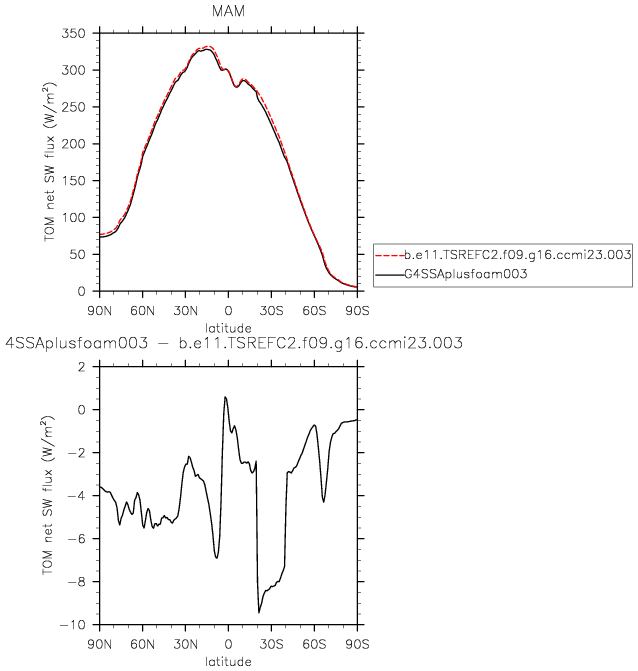 MAM
350
300
250
200
150
100
50
0
TOM net SW flux (W/m²)
90N 60N 30N 0 30S 60S 90S
latitude
b.e11.TSREFC2.f09.g16.ccmi23.003
G4SSAplusfoam003
4SSAplusfoam003 – b.e11.TSREFC2.f09.g16.ccmi23.003
2
0
−2
−4
−6
−8
−10
TOM net SW flux (W/m²)
90N 60N 30N 0 30S 60S 90S
latitude